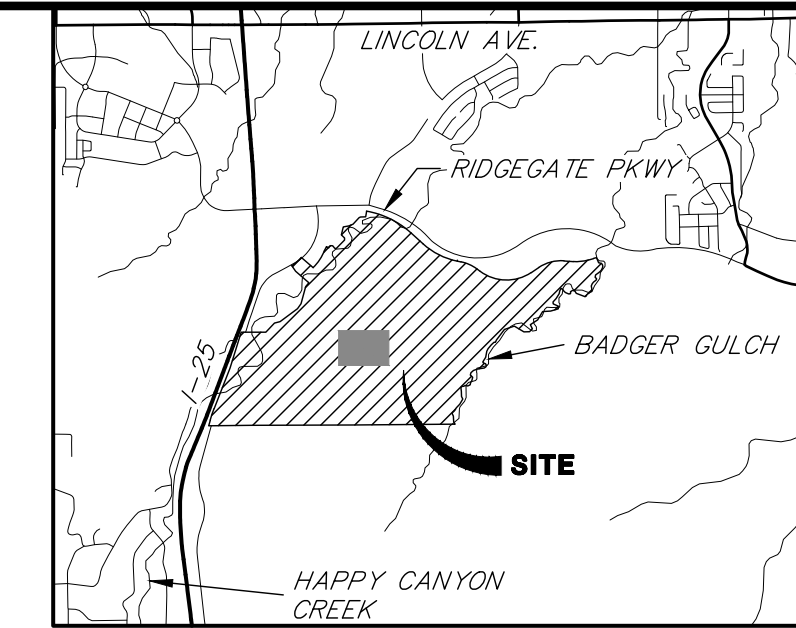 LINCOLN AVE.
RIDGEGATE PKWY
I-25
BADGER GULCH
SITE
HAPPY CANYON
CREEK